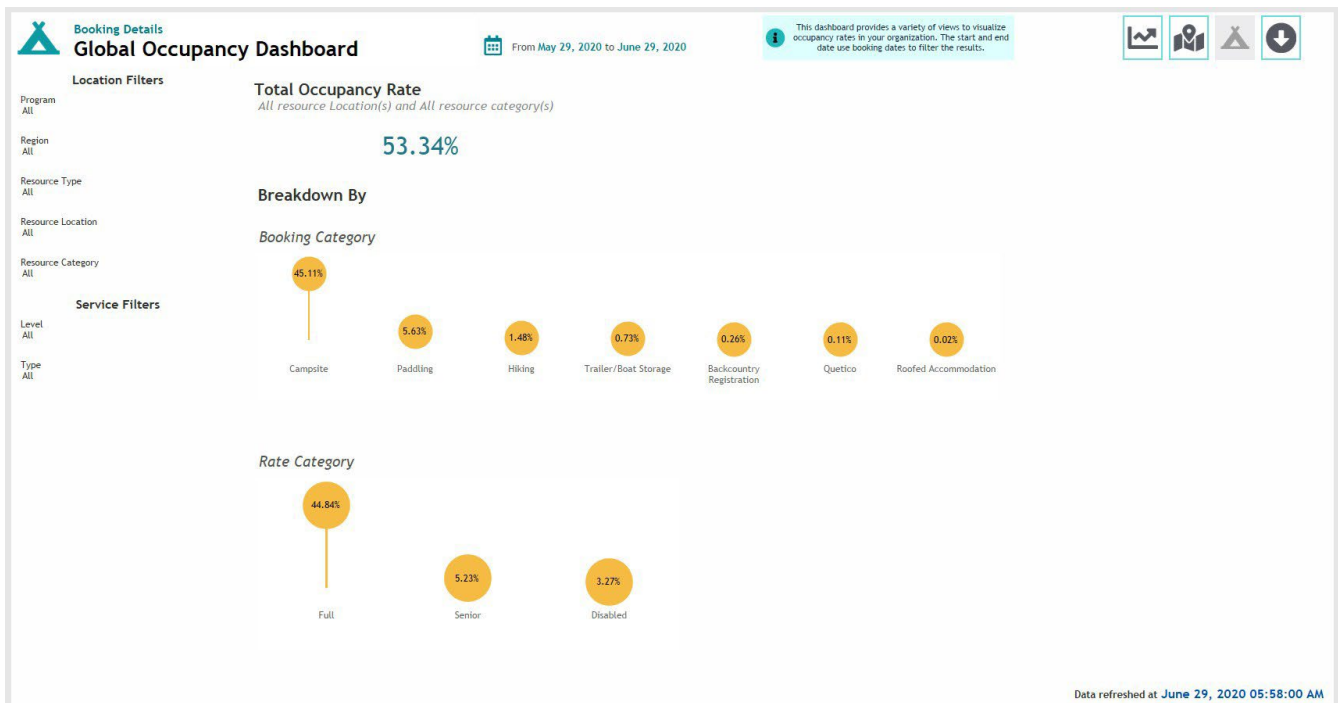 Booking Details
Global Occupancy Dashboard
From May 29, 2020 to June 29, 2020
This dashboard provides a variety of views to visualize
occupancy rates in your organization. The start and end
date use booking dates to filter the results.
Location Filters
Program
All
Region
All
Resource Type
All
Resource Location
All
Resource Category
All
Service Filters
Level
All
Type
All
Total Occupancy Rate
All resource Location(s) and All resource category(s)
53.34%
Breakdown By
Booking Category
45.11%
5.63%
1.48%
0.73%
0.26%
0.11%
0.02%
Campsite
Paddling
Hiking
Trailer/Boat Storage
Backcountry
Registration
Quetico
Roofed Accommodation
Rate Category
44.84%
5.23%
3.27%
Full
Senior
Disabled
Data refreshed at June 29, 2020 05:58:00 AM